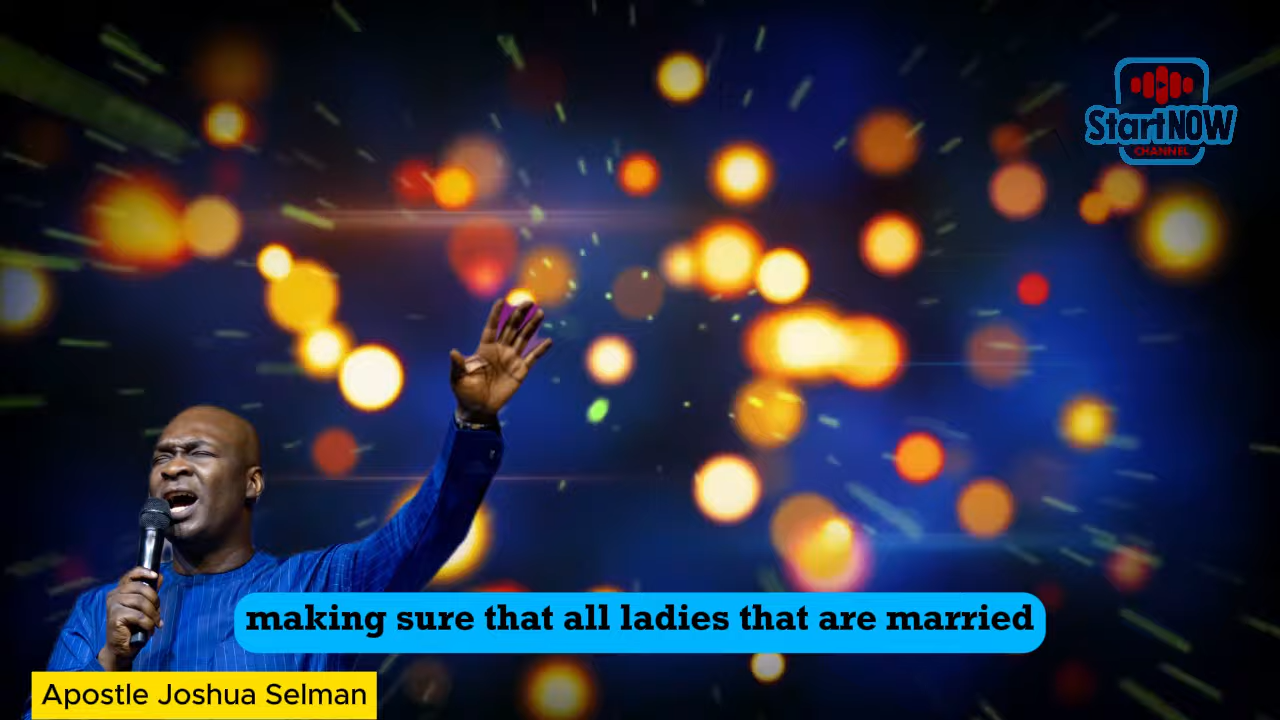 StartNOW
CHANNEL
making sure that all ladies that are married
Apostle Joshua Selman